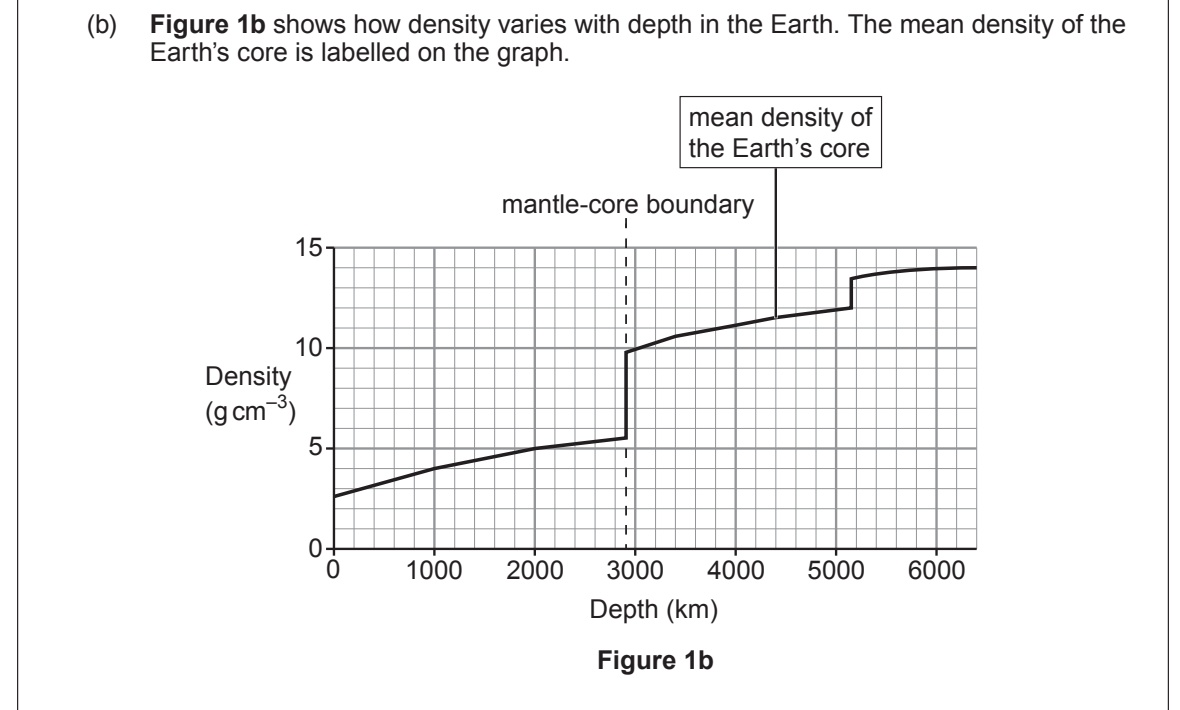 (b) Figure 1b shows how density varies with depth in the Earth. The mean density of the
Earth’s core is labelled on the graph.
mean density of
the Earth’s core
mantle-core boundary
15
10
Density
(g cm⁻³)
5
0
0 1000 2000 3000 4000 5000 6000
Depth (km)
Figure 1b